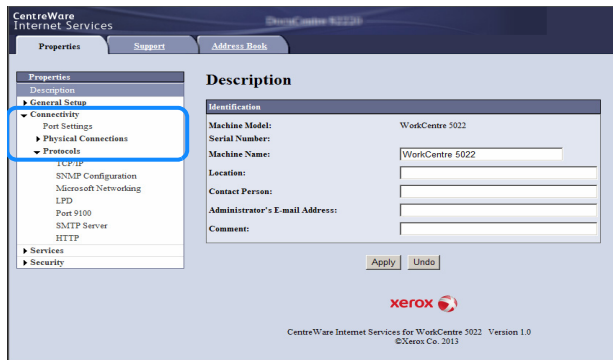 CentreWare
Internet Services
Properties Support Address Book
Properties
Description
General Setup
Connectivity
Port Settings
Physical Connections
Protocols
TCP/IP
SNMP Configuration
Microsoft Networking
LPD
Port 9100
SMTP Server
HTTP
Services
Security
Description
Identification
Machine Model: WorkCentre 5022
Serial Number:
Machine Name: WorkCentre 5022
Location:
Contact Person:
Administrator's E-mail Address:
Comment:
Apply Undo
xerox
CentreWare Internet Services for WorkCentre 5022 Version 1.0
©Xerox Co. 2013